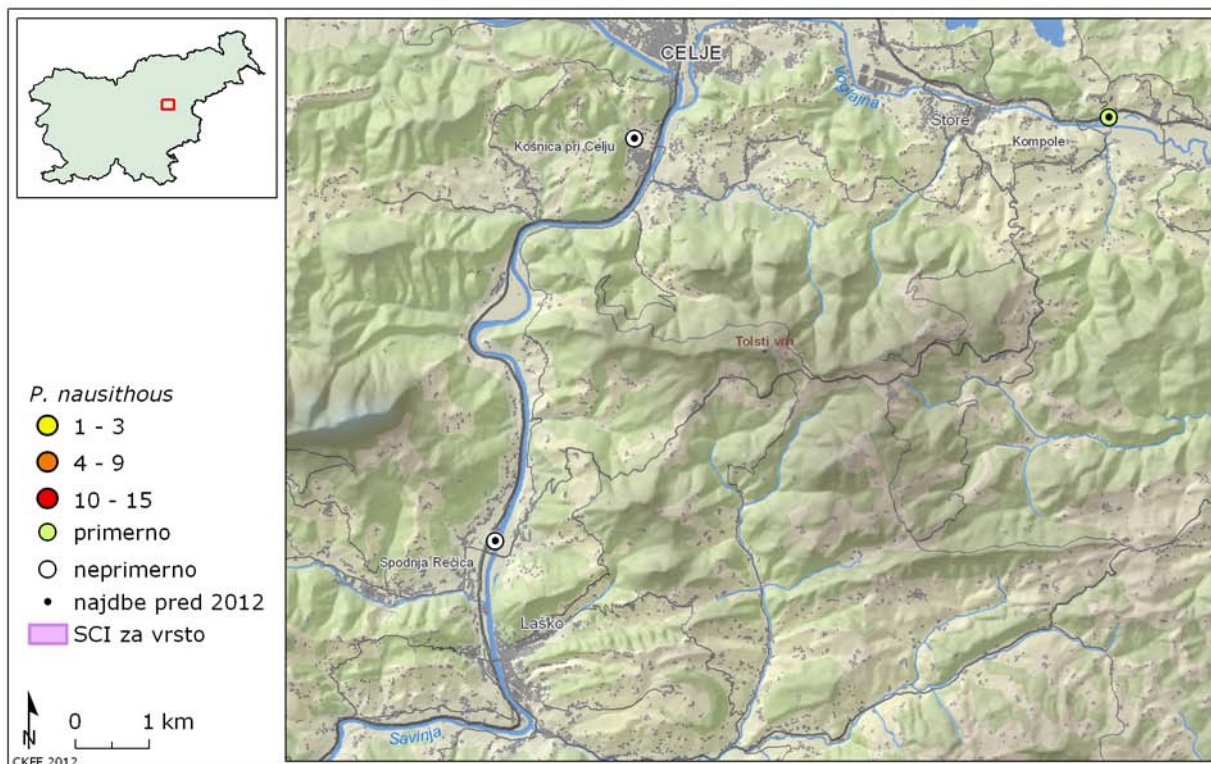 P. nausithous
1 - 3
4 - 9
10 - 15
primerno
neprimerno
najdbe pred 2012
SCI za vrsto
N
0 1 km
CKFF 2012
CELJE
Voglajna
Štore
Košnica pri Celju
Kompole
Tolsti vrh
Spodnja Rečica
Laško
Savinja